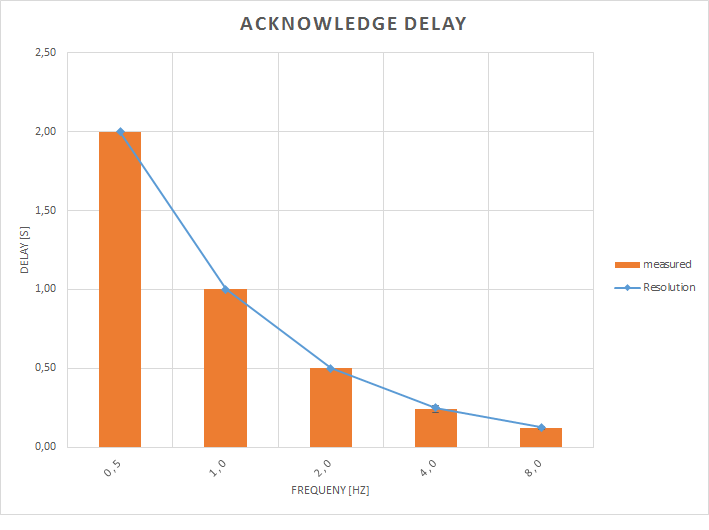 ACKNOWLEDGE DELAY
2,50
2,00
1,50
1,00
0,50
0,00
DELAY [S]
0,5
1,0
2,0
4,0
8,0
FREQUENY [HZ]
measured
Resolution